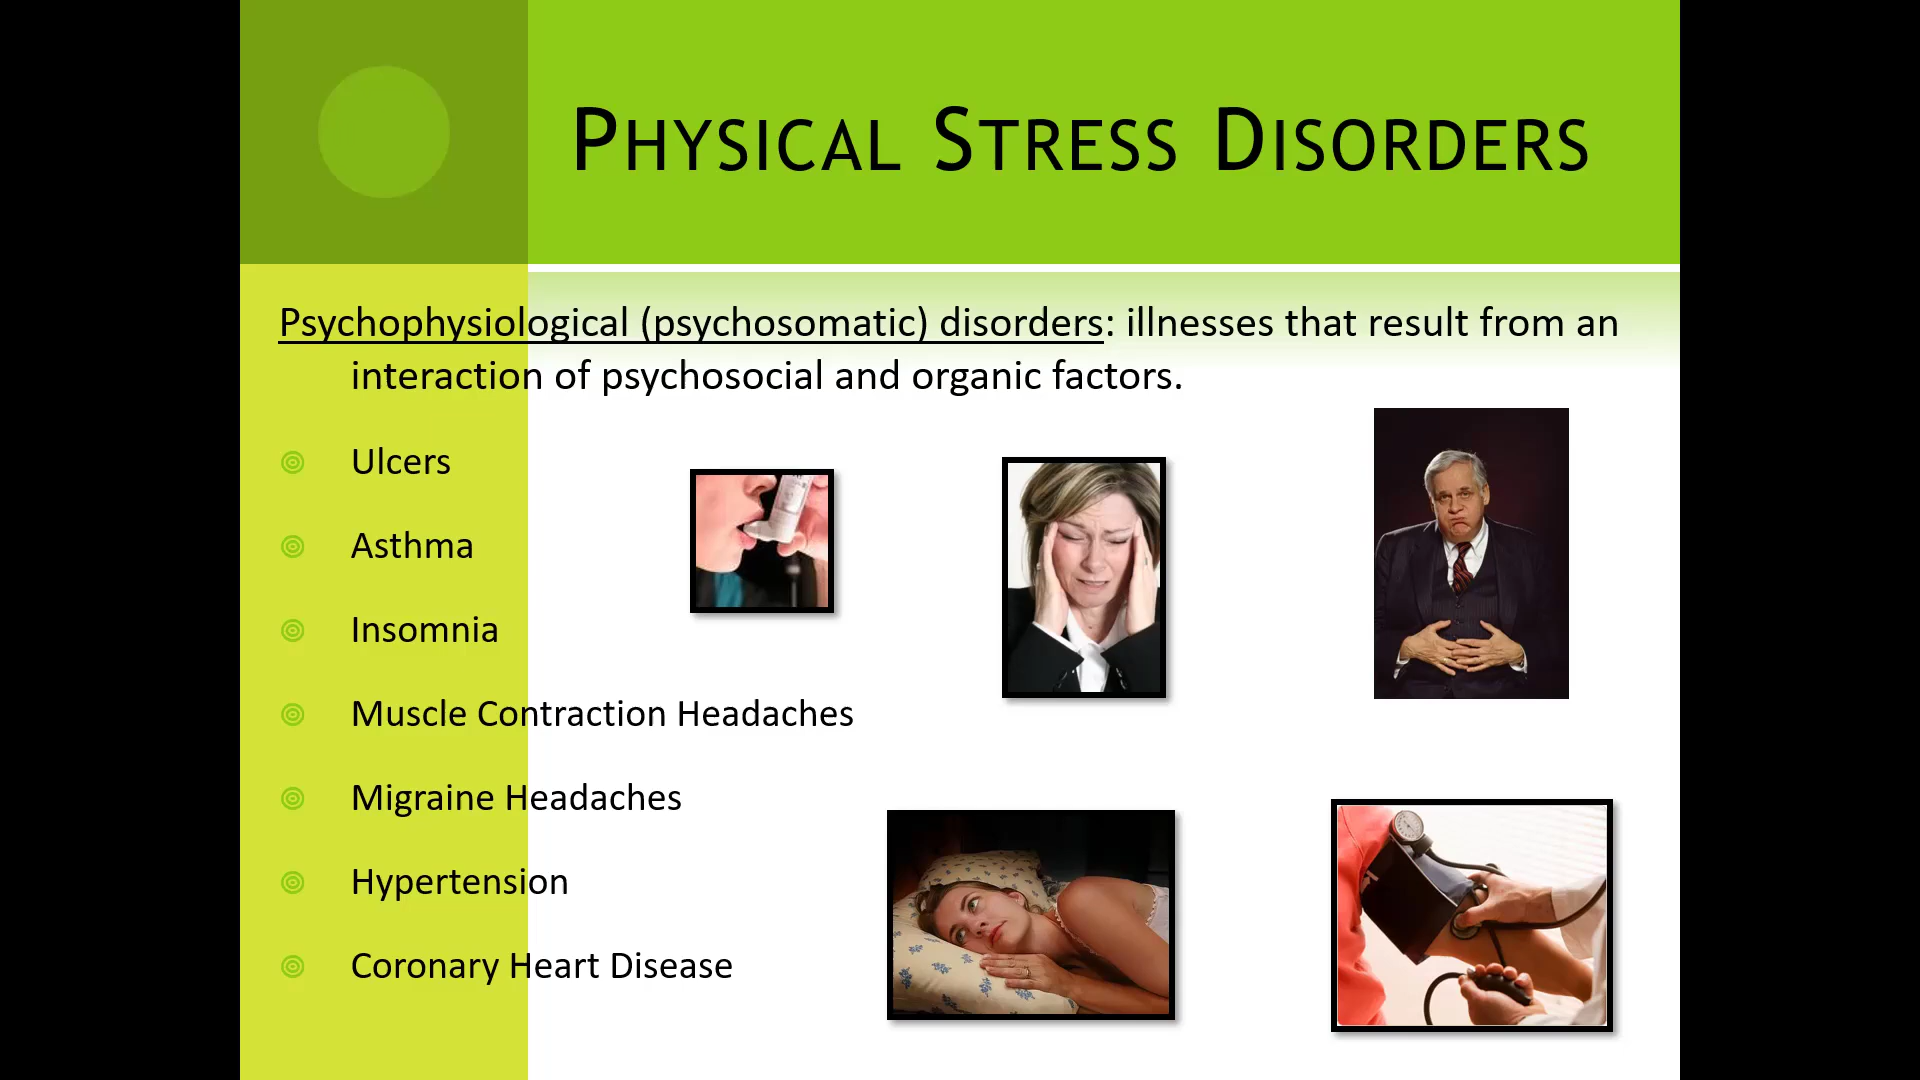 Physical Stress Disorders
Psychophysiological (psychosomatic) disorders: illnesses that result from an
interaction of psychosocial and organic factors.
Ulcers
Asthma
Insomnia
Muscle Contraction Headaches
Migraine Headaches
Hypertension
Coronary Heart Disease